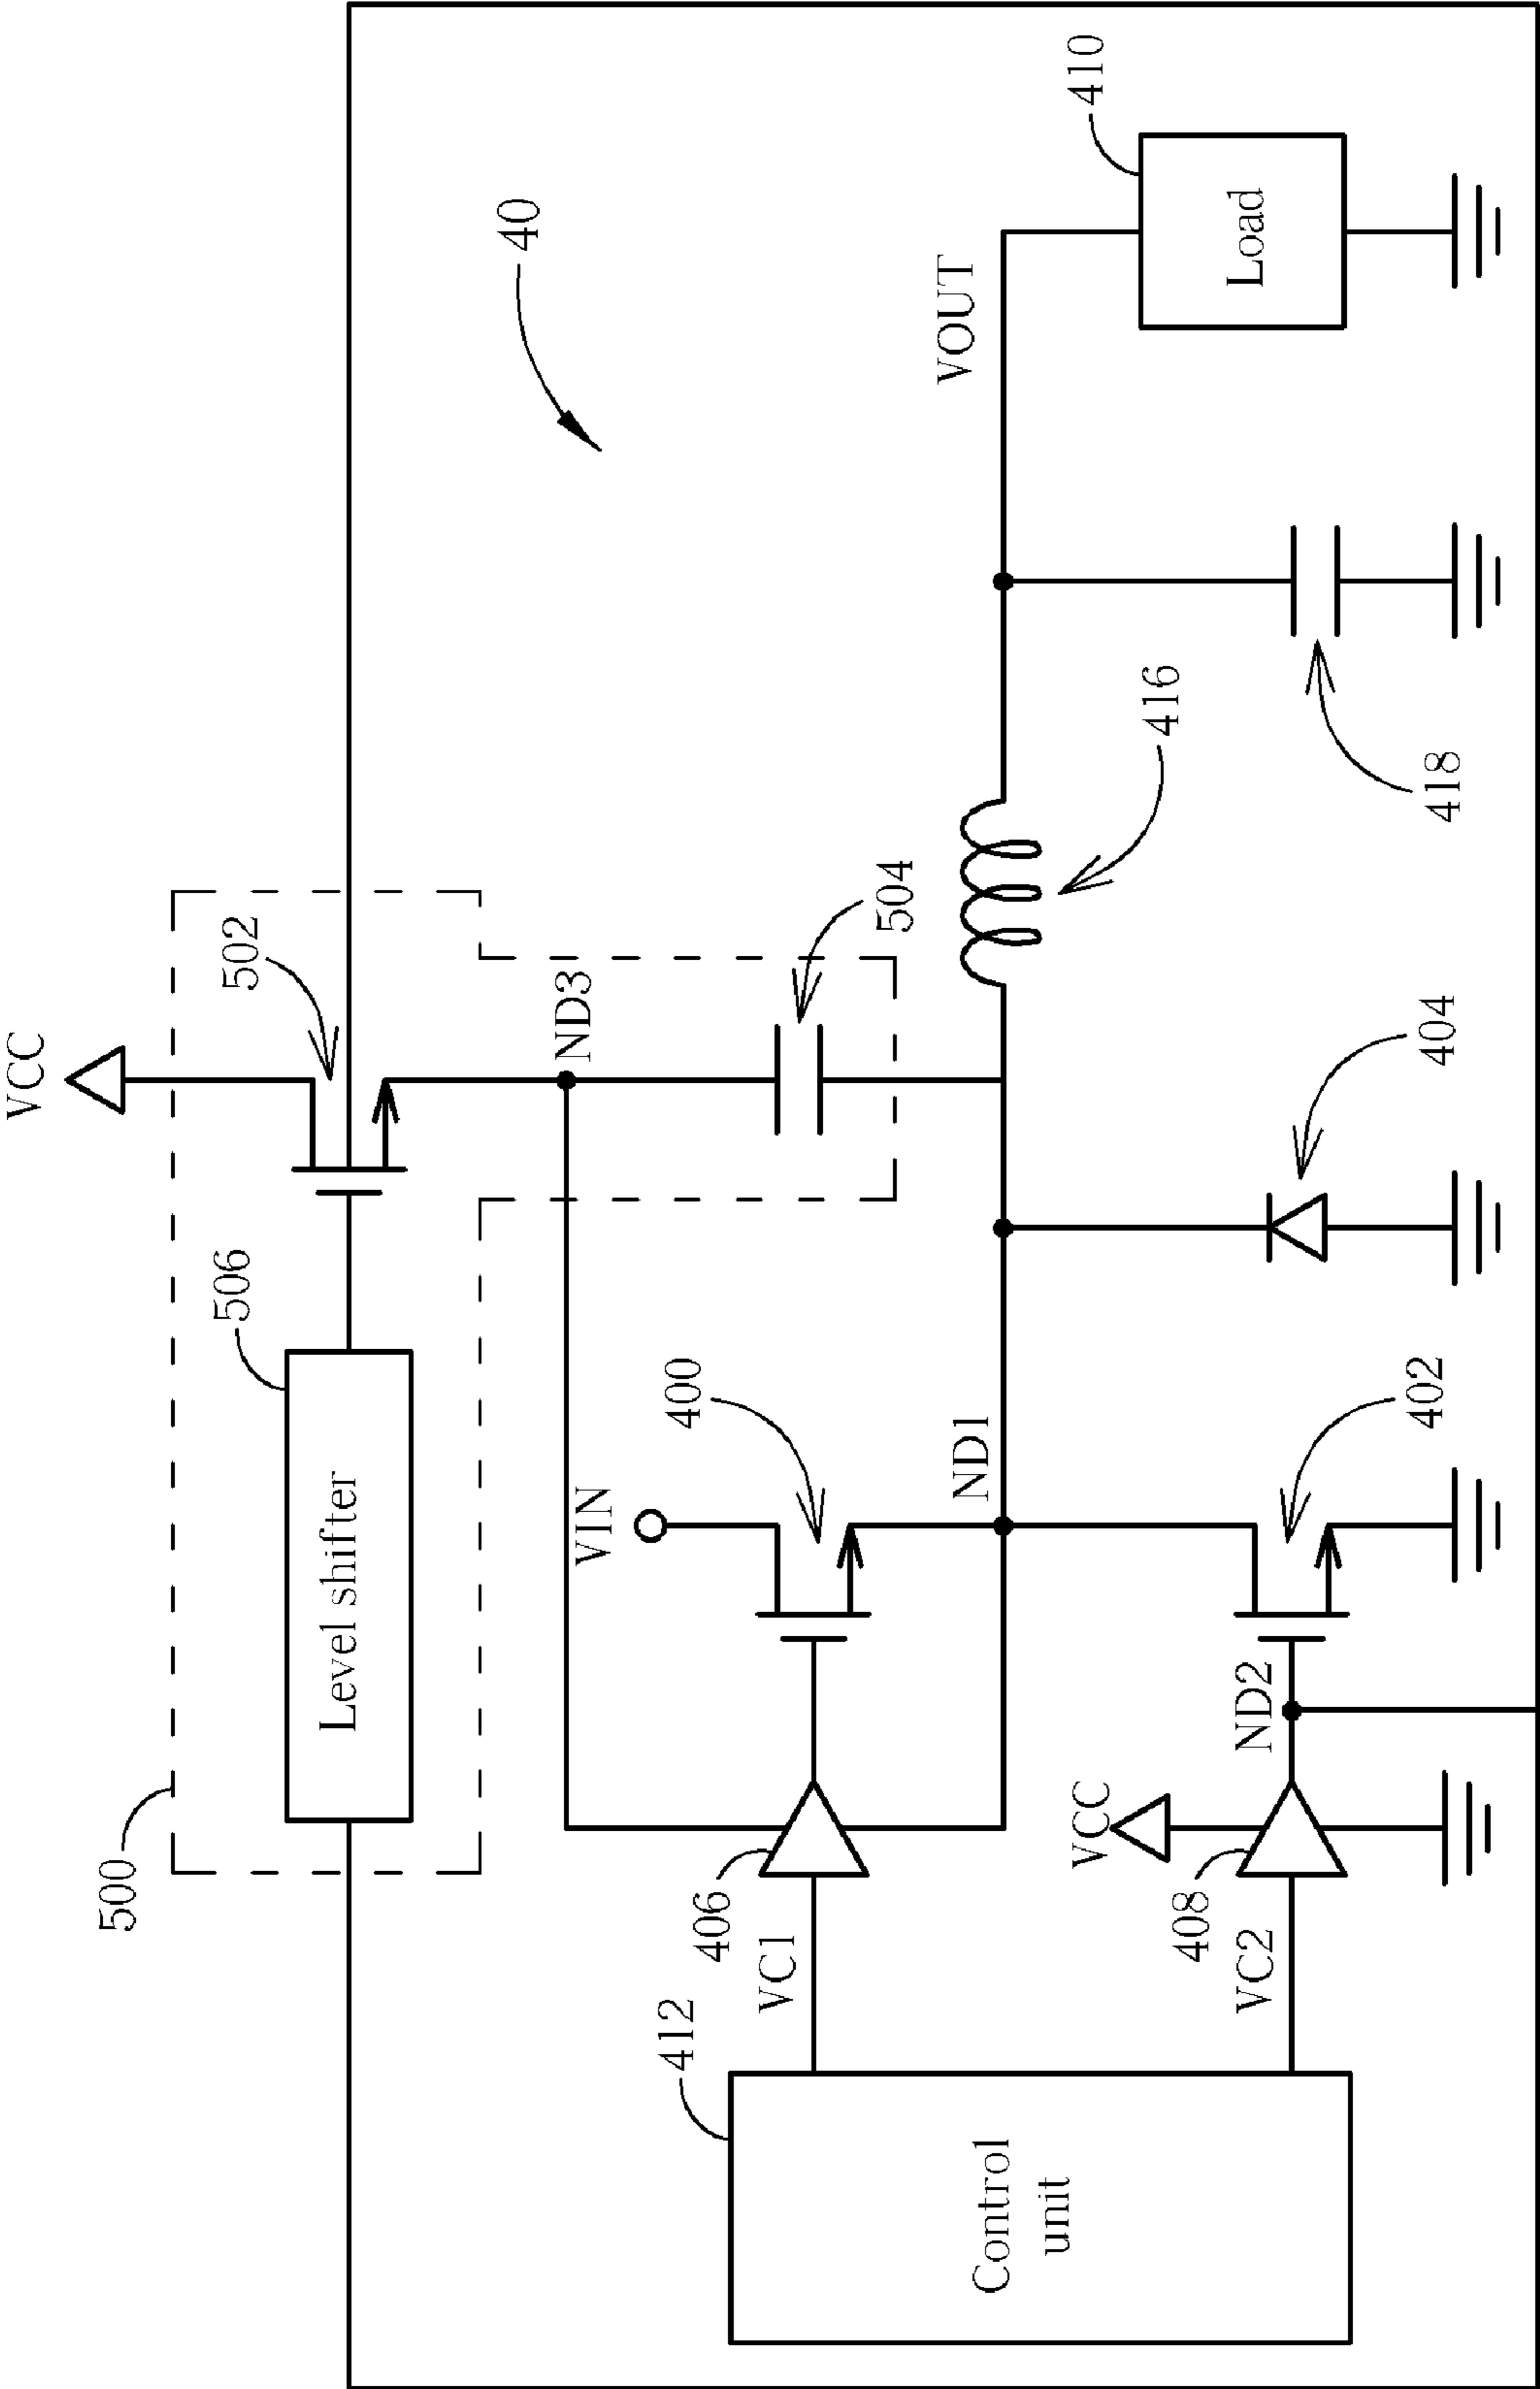 VCC
502
500
506
Level shifter
40
ND3
504
VIN
400
412
406
VC1
ND1
VOUT
410
Load
416
Control
unit
VCC
408
VC2
ND2
402
404
418